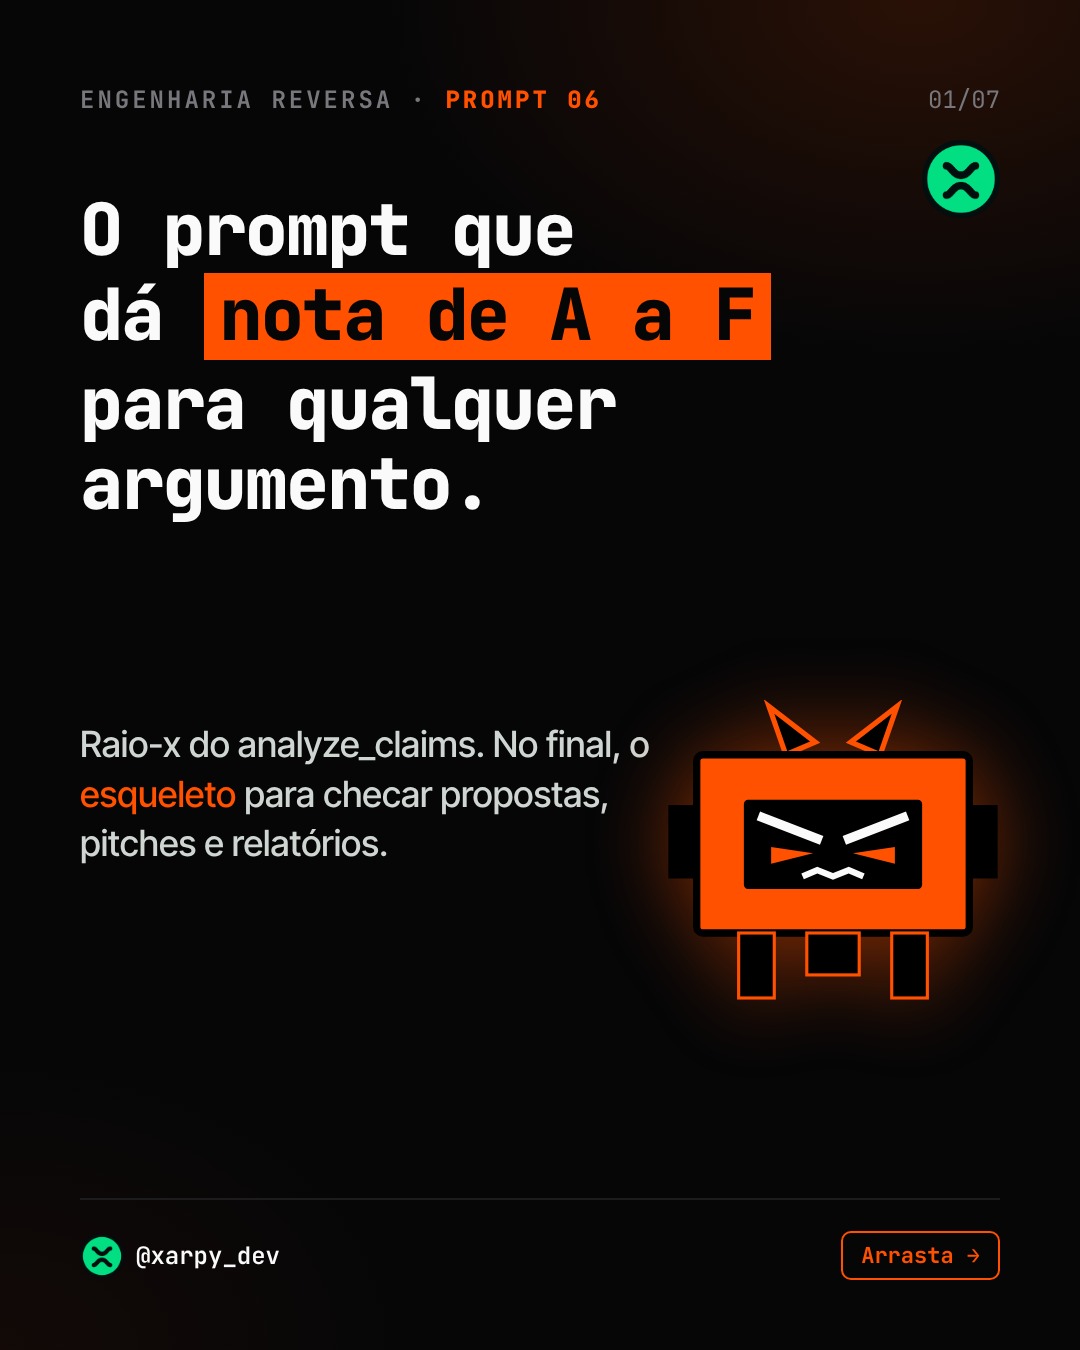 ENGENHARIA REVERSA · PROMPT 06
01/07
O prompt que
dá nota de A a F
para qualquer
argumento.
Raio-x do analyze_claims. No final, o
esqueleto para checar propostas,
pitches e relatórios.
@xarpy_dev
Arrasta →